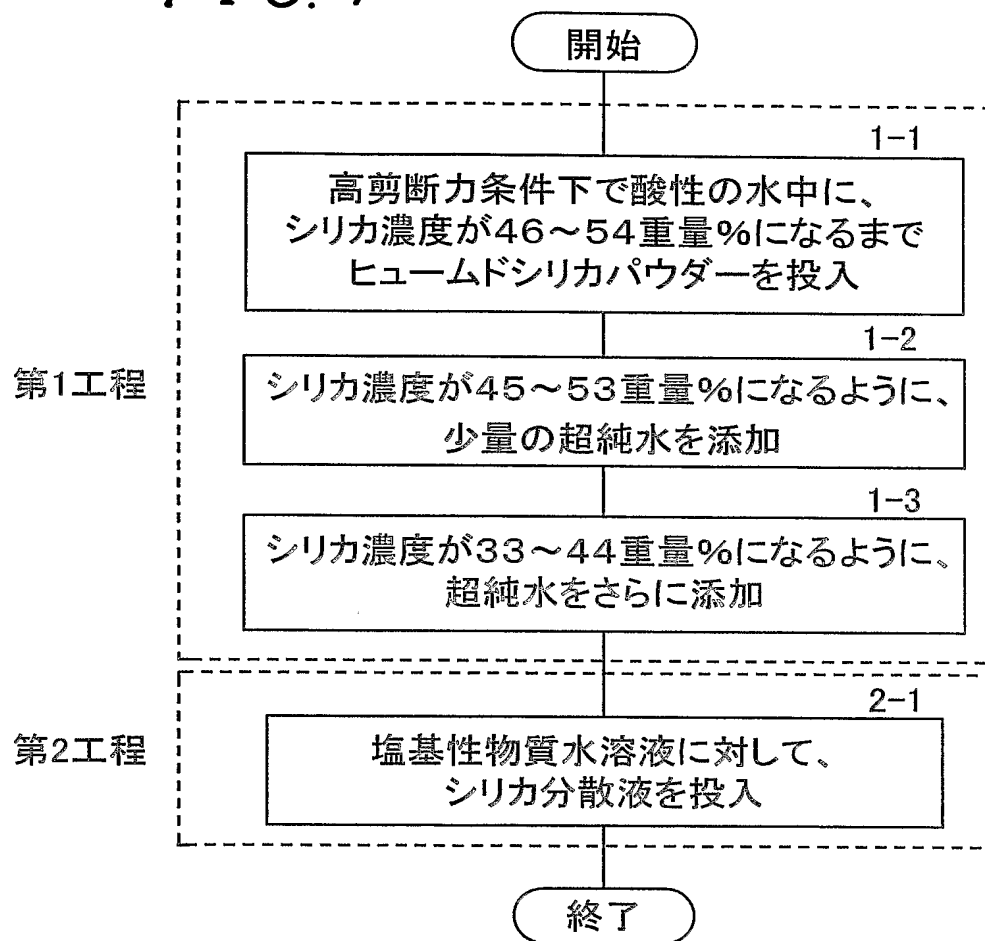 開始
1-1
高剪断力条件下で酸性の水中に、
シリカ濃度が46～54重量%になるまで
ヒュームドシリカパウダーを投入
1-2
第1工程
シリカ濃度が45～53重量%になるように、
少量の超純水を添加
1-3
シリカ濃度が33～44重量%になるように、
超純水をさらに添加
2-1
第2工程
塩基性物質水溶液に対して、
シリカ分散液を投入
終了